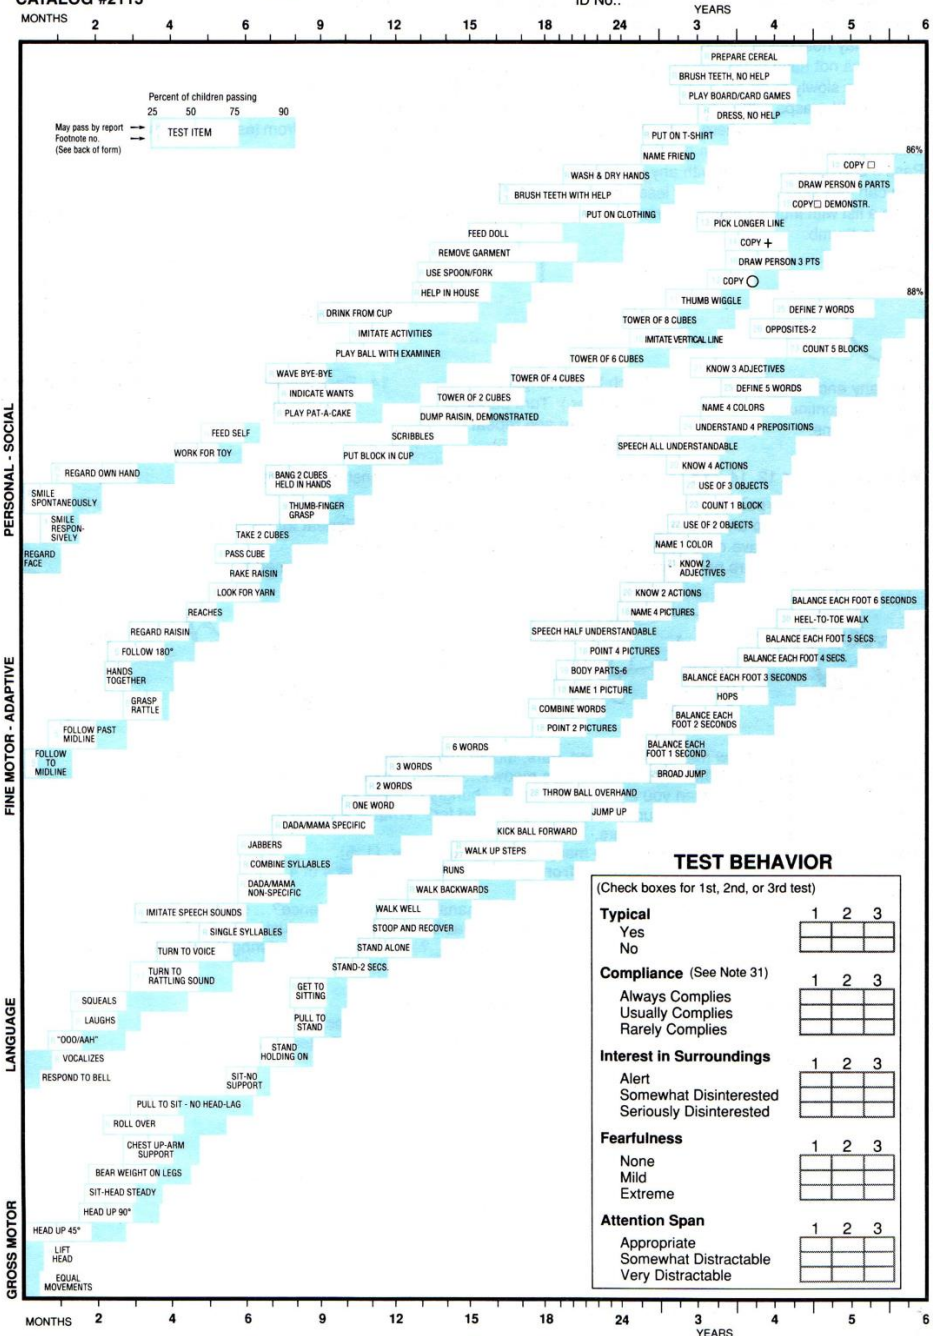 CATALOG #2115
ID No.:
MONTHS
YEARS
2 4 6 9 12 15 18 24 3 4 5 6
Percent of children passing
25 50 75 90
May pass by report
Footnote no.
(See back of form)
TEST ITEM
PERSONAL - SOCIAL
FINE MOTOR - ADAPTIVE
LANGUAGE
GROSS MOTOR
PREPARE CEREAL
BRUSH TEETH, NO HELP
PLAY BOARD/CARD GAMES
DRESS, NO HELP
PUT ON T-SHIRT
NAME FRIEND
WASH & DRY HANDS
BRUSH TEETH WITH HELP
PUT ON CLOTHING
FEED DOLL
REMOVE GARMENT
USE SPOON/FORK
HELP IN HOUSE
DRINK FROM CUP
IMITATE ACTIVITIES
PLAY BALL WITH EXAMINER
WAVE BYE-BYE
INDICATE WANTS
PLAY PAT-A-CAKE
FEED SELF
WORK FOR TOY
REGARD OWN HAND
SMILE
SPONTANEOUSLY
SMILE
RESPON-
SIVELY
REGARD
FACE
86%
COPY □
DRAW PERSON 6 PARTS
COPY□ DEMONSTR.
PICK LONGER LINE
COPY +
DRAW PERSON 3 PTS
COPY ○
THUMB WIGGLE
TOWER OF 8 CUBES
IMITATE VERTICAL LINE
TOWER OF 6 CUBES
TOWER OF 4 CUBES
TOWER OF 2 CUBES
DUMP RAISIN, DEMONSTRATED
SCRIBBLES
PUT BLOCK IN CUP
BANG 2 CUBES
HELD IN HANDS
THUMB-FINGER
GRASP
TAKE 2 CUBES
PASS CUBE
RAKE RAISIN
LOOK FOR YARN
REACHES
REGARD RAISIN
FOLLOW 180°
HANDS
TOGETHER
GRASP
RATTLE
FOLLOW PAST
MIDLINE
FOLLOW
TO
MIDLINE
88%
DEFINE 7 WORDS
OPPOSITES-2
COUNT 5 BLOCKS
KNOW 3 ADJECTIVES
DEFINE 5 WORDS
NAME 4 COLORS
UNDERSTAND 4 PREPOSITIONS
SPEECH ALL UNDERSTANDABLE
KNOW 4 ACTIONS
USE OF 3 OBJECTS
COUNT 1 BLOCK
USE OF 2 OBJECTS
NAME 1 COLOR
KNOW 2
ADJECTIVES
KNOW 2 ACTIONS
NAME 4 PICTURES
SPEECH HALF UNDERSTANDABLE
POINT 4 PICTURES
BODY PARTS-6
NAME 1 PICTURE
COMBINE WORDS
POINT 2 PICTURES
6 WORDS
3 WORDS
2 WORDS
ONE WORD
DADA/MAMA SPECIFIC
JABBERS
COMBINE SYLLABLES
DADA/MAMA
NON-SPECIFIC
IMITATE SPEECH SOUNDS
SINGLE SYLLABLES
TURN TO VOICE
TURN TO
RATTLING SOUND
SQUEALS
LAUGHS
"OOO/AAH"
VOCALIZES
RESPOND TO BELL
BALANCE EACH FOOT 6 SECONDS
HEEL-TO-TOE WALK
BALANCE EACH FOOT 5 SECS.
BALANCE EACH FOOT 4 SECS.
BALANCE EACH FOOT 3 SECONDS
HOPS
BALANCE EACH
FOOT 2 SECONDS
BALANCE EACH
FOOT 1 SECOND
BROAD JUMP
THROW BALL OVERHAND
JUMP UP
KICK BALL FORWARD
WALK UP STEPS
RUNS
WALK BACKWARDS
WALK WELL
STOOP AND RECOVER
STAND ALONE
STAND-2 SECS.
GET TO
SITTING
PULL TO
STAND
STAND
HOLDING ON
SIT-NO
SUPPORT
PULL TO SIT - NO HEAD-LAG
ROLL OVER
CHEST UP-ARM
SUPPORT
BEAR WEIGHT ON LEGS
SIT-HEAD STEADY
HEAD UP 90°
HEAD UP 45°
LIFT
HEAD
EQUAL
MOVEMENTS
TEST BEHAVIOR
(Check boxes for 1st, 2nd, or 3rd test)
Typical 1 2 3
Yes
No
Compliance (See Note 31) 1 2 3
Always Complies
Usually Complies
Rarely Complies
Interest in Surroundings 1 2 3
Alert
Somewhat Disinterested
Seriously Disinterested
Fearfulness 1 2 3
None
Mild
Extreme
Attention Span 1 2 3
Appropriate
Somewhat Distractable
Very Distractable
MONTHS 2 4 6 9 12 15 18 24 3 4 5 6
YEARS